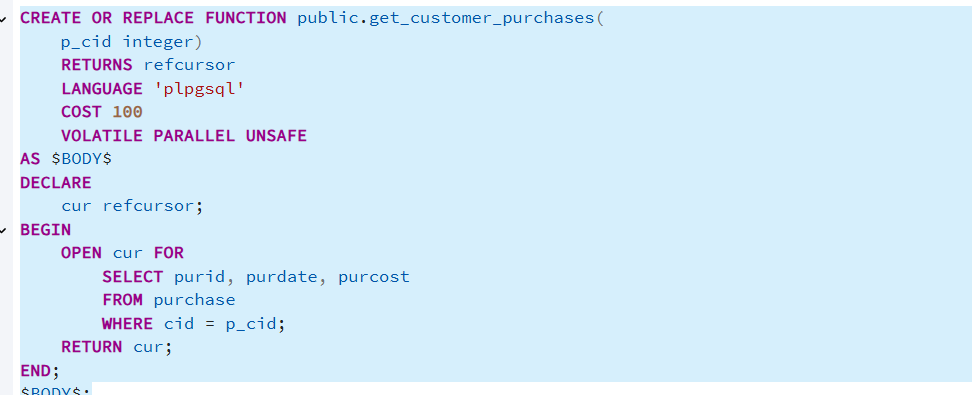 CREATE OR REPLACE FUNCTION public.get_customer_purchases(
    p_cid integer)
    RETURNS refcursor
    LANGUAGE 'plpgsql'
    COST 100
    VOLATILE PARALLEL UNSAFE
AS $BODY$
DECLARE
    cur refcursor;
BEGIN
    OPEN cur FOR
        SELECT purid, purdate, purcost
        FROM purchase
        WHERE cid = p_cid;
    RETURN cur;
END;
$BODY$;